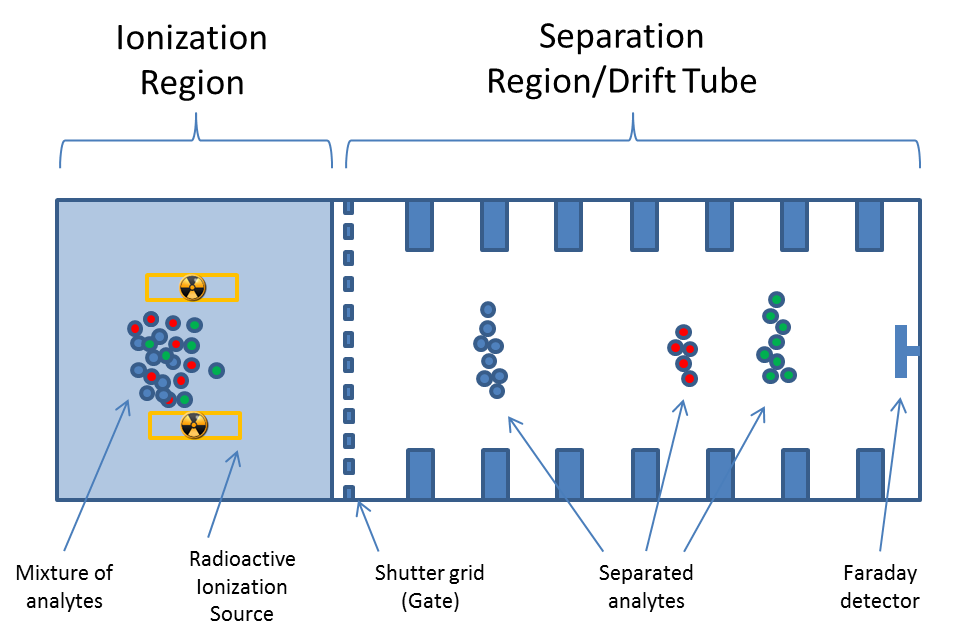 Ionization
Region
Separation
Region/Drift Tube
Mixture of
analytes
Radioactive
Ionization
Source
Shutter grid
(Gate)
Separated
analytes
Faraday
detector